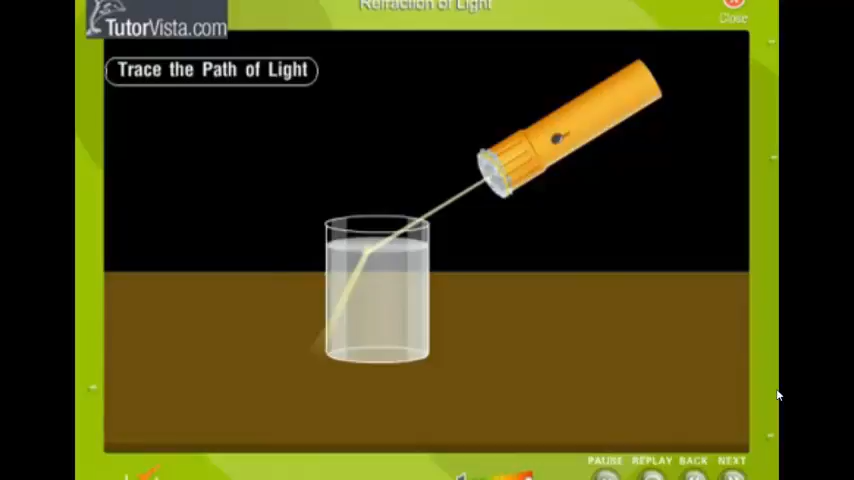 Refraction of Light
Close
TutorVista.com
Trace the Path of Light
PAUSE REPLAY BACK NEXT